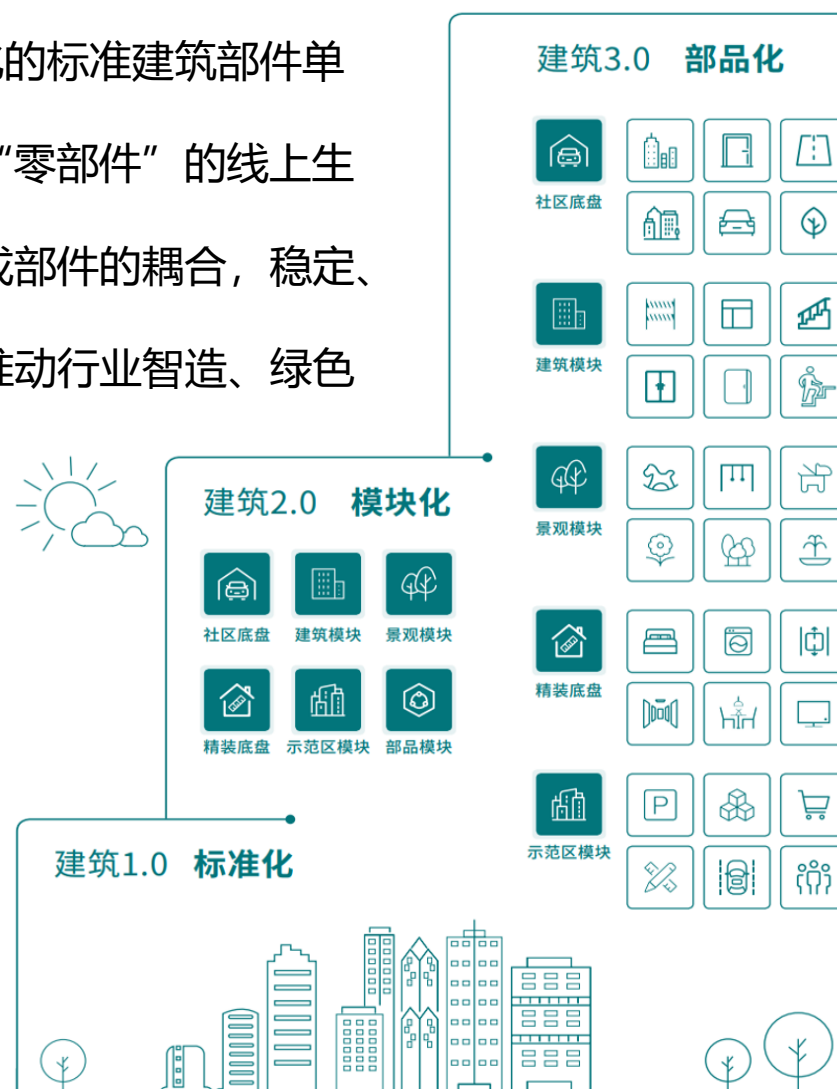 化的标准建筑部件单
“零部件”的线上生
成部件的耦合，稳定、
推动行业智造、绿色
建筑3.0 部品化
社区底盘
建筑模块
景观模块
精装底盘
P
示范区模块
建筑2.0 模块化
社区底盘 建筑模块 景观模块
精装底盘 示范区模块 部品模块
建筑1.0 标准化